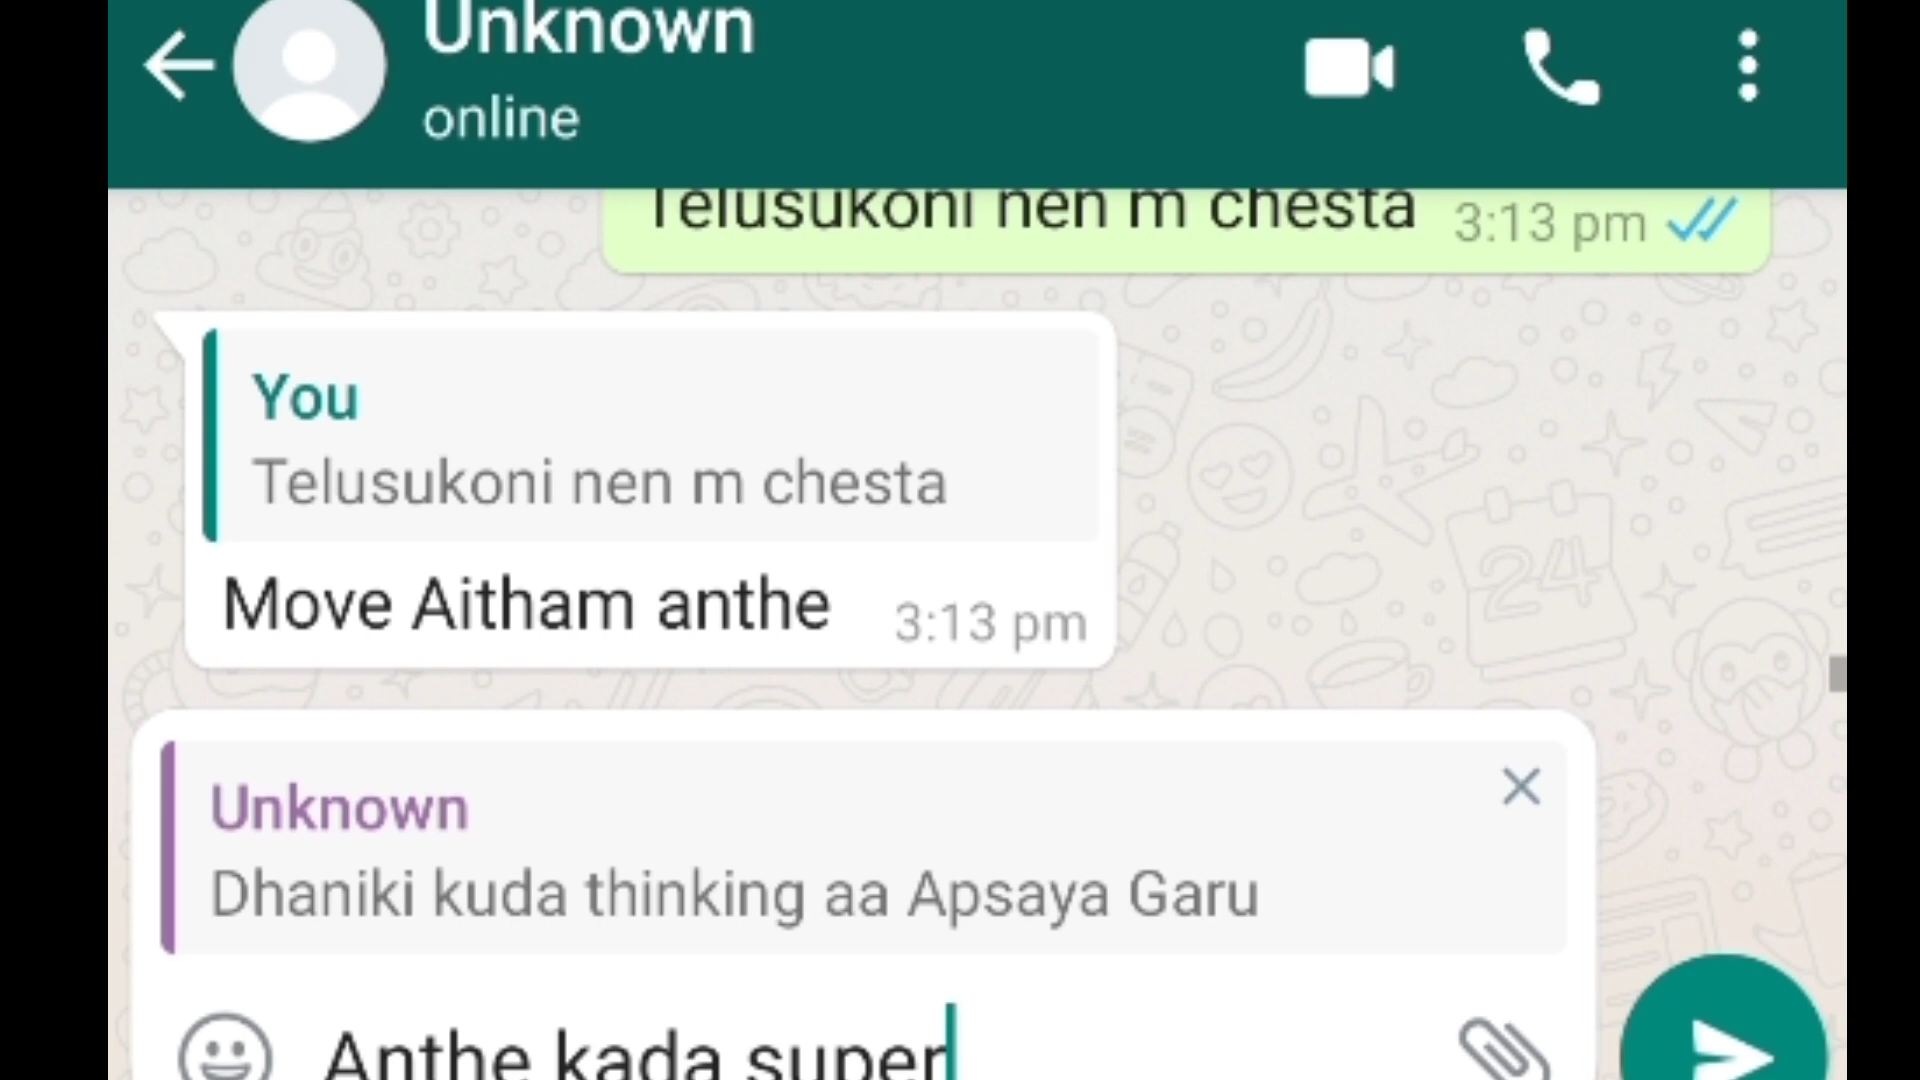 Unknown
online
Telusukoni nen m chesta 3:13 pm
You
Telusukoni nen m chesta
Move Aitham anthe 3:13 pm
Unknown
Dhaniki kuda thinking aa Apsaya Garu
Anthe kada super